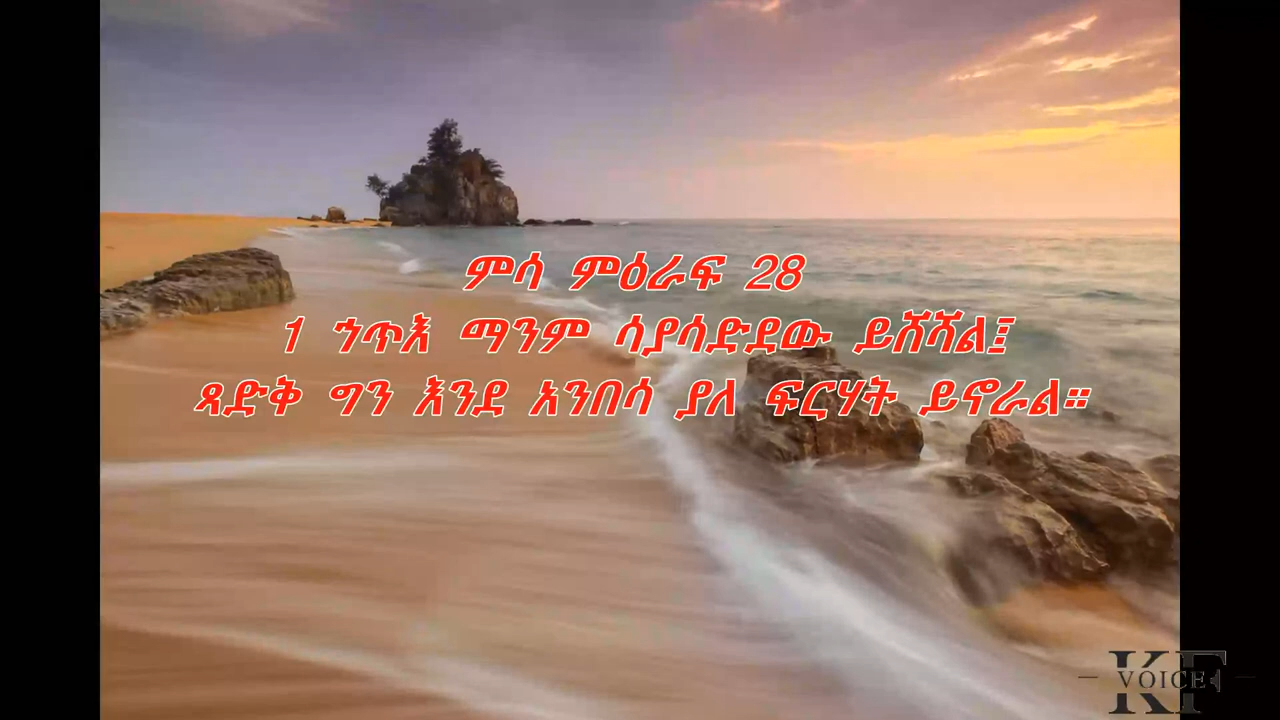 ምሳ ምዕራፍ 28
1 ኀጥእ ማንም ሳያሳድደው ይሸሻል፤
ጻድቅ ግን እንደ አንበሳ ያለ ፍርሃት ይኖራል።
KF
VOICE